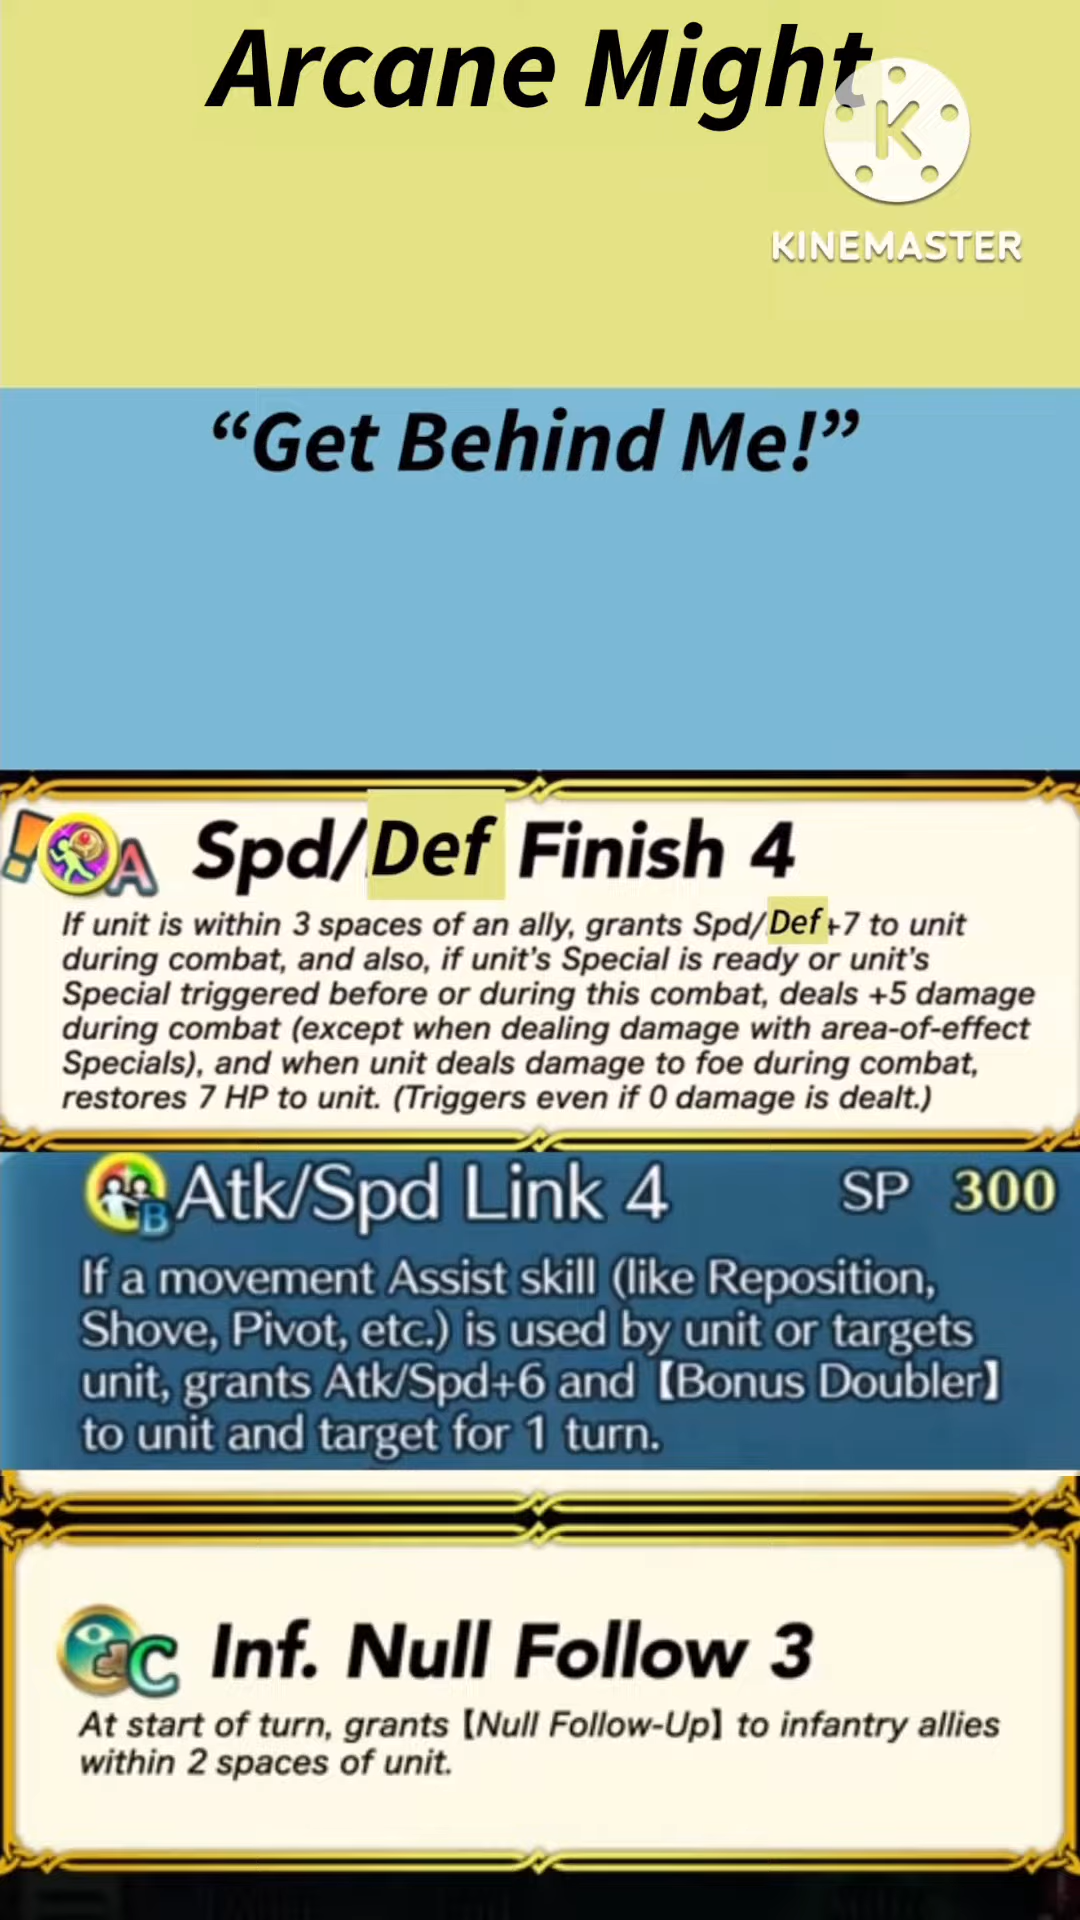 Arcane Might
K
KINEMASTER
“Get Behind Me!”
A Spd/Def Finish 4
If unit is within 3 spaces of an ally, grants Spd/Def+7 to unit
during combat, and also, if unit’s Special is ready or unit’s
Special triggered before or during this combat, deals +5 damage
during combat (except when dealing damage with area-of-effect
Specials), and when unit deals damage to foe during combat,
restores 7 HP to unit. (Triggers even if 0 damage is dealt.)
B Atk/Spd Link 4 SP 300
If a movement Assist skill (like Reposition,
Shove, Pivot, etc.) is used by unit or targets
unit, grants Atk/Spd+6 and【Bonus Doubler】
to unit and target for 1 turn.
C Inf. Null Follow 3
At start of turn, grants【Null Follow-Up】to infantry allies
within 2 spaces of unit.